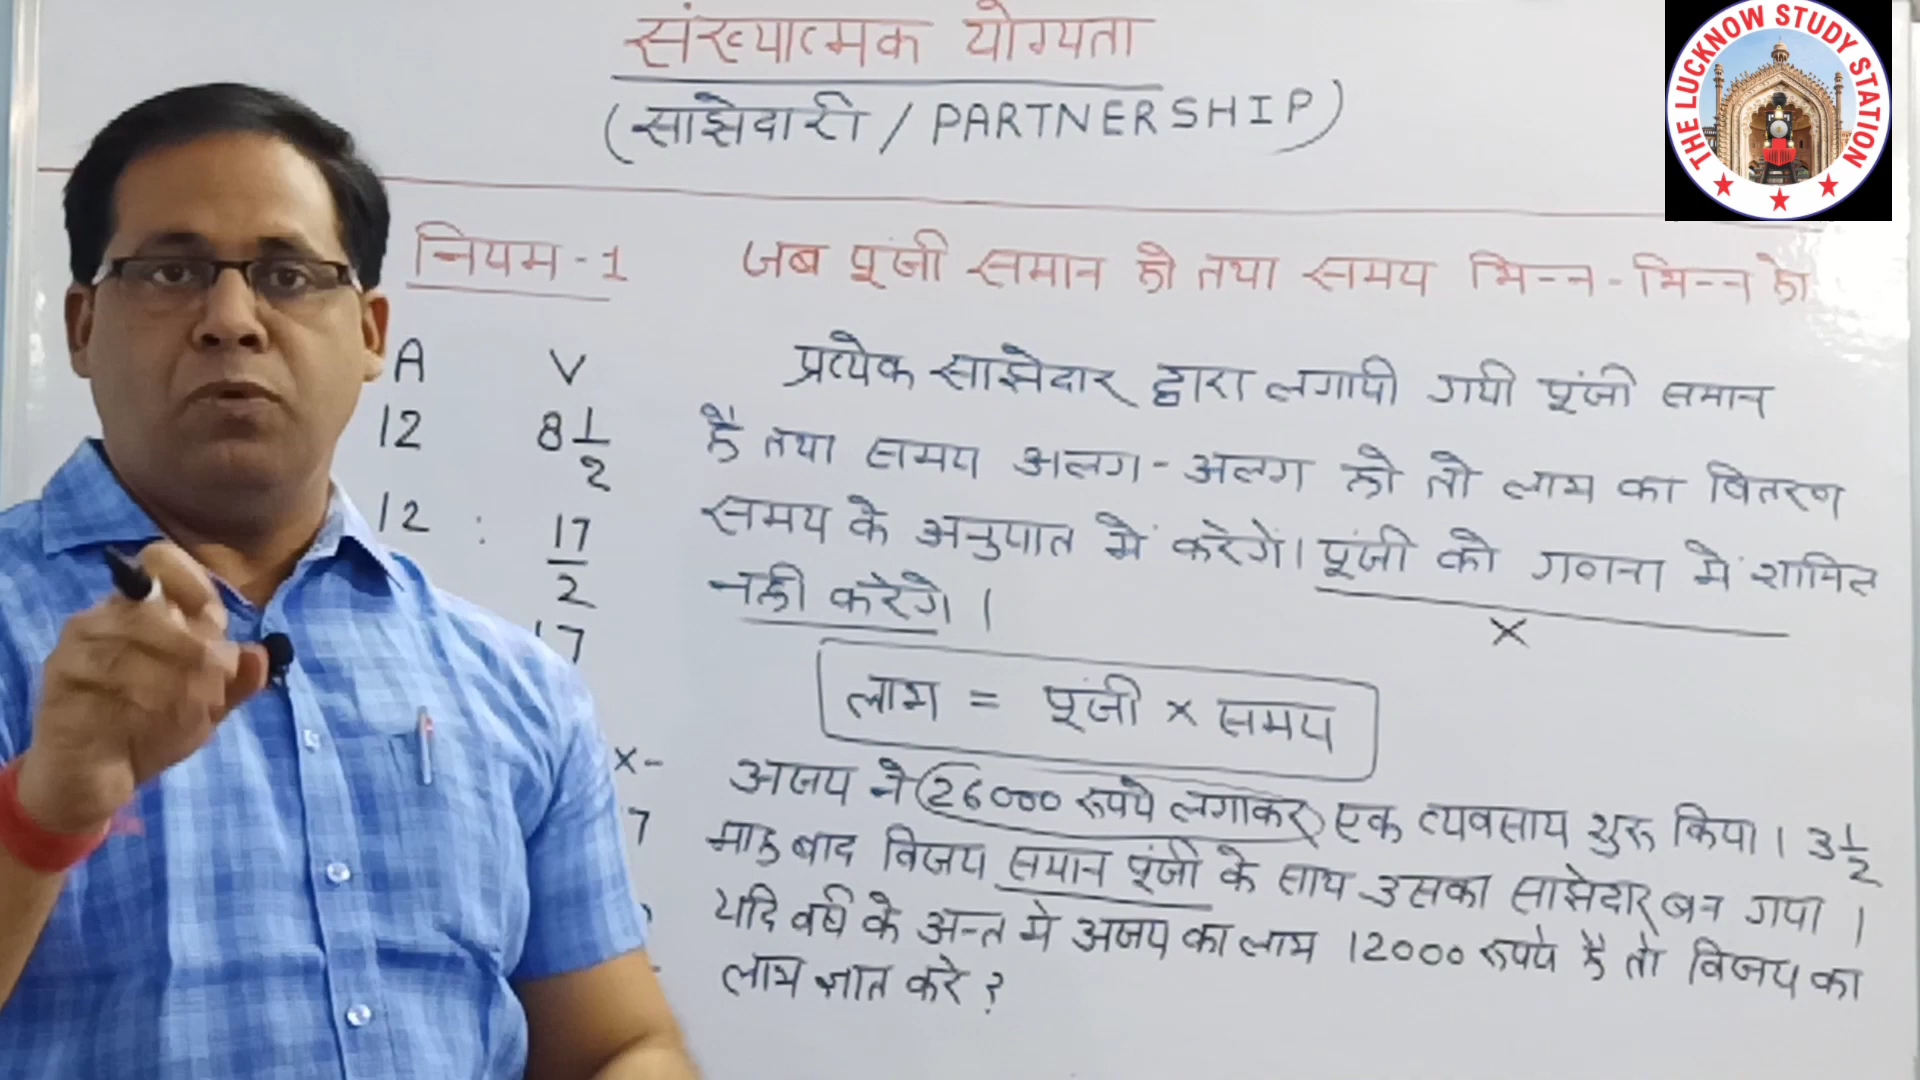 संख्यात्मक योग्यता
(साझेदारी / PARTNERSHIP)
THE LUCKNOW STUDY STATION
नियम - 1 जब पूंजी समान हो तथा समय भिन्न - भिन्न हो
A V
12 8 1/2
12 : 17/2
17
प्रत्येक साझेदार द्वारा लगायी गयी पूंजी समान
है तथा समय अलग - अलग हो तो लाभ का वितरण
समय के अनुपात में करेगें। पूंजी को गणना में शामिल
नही करेगे।
X
लाभ = पूंजी × समय
x- अजय ने 26000 रूपये लगाकर एक व्यवसाय शुरू किया। 3 1/2
7 माह बाद विजय समान पूंजी के साथ उसका साझेदार बन गया।
यदि वर्ष के अन्त मे अजय का लाभ 12000 रूपये है तो विजय का
लाभ ज्ञात करे ?